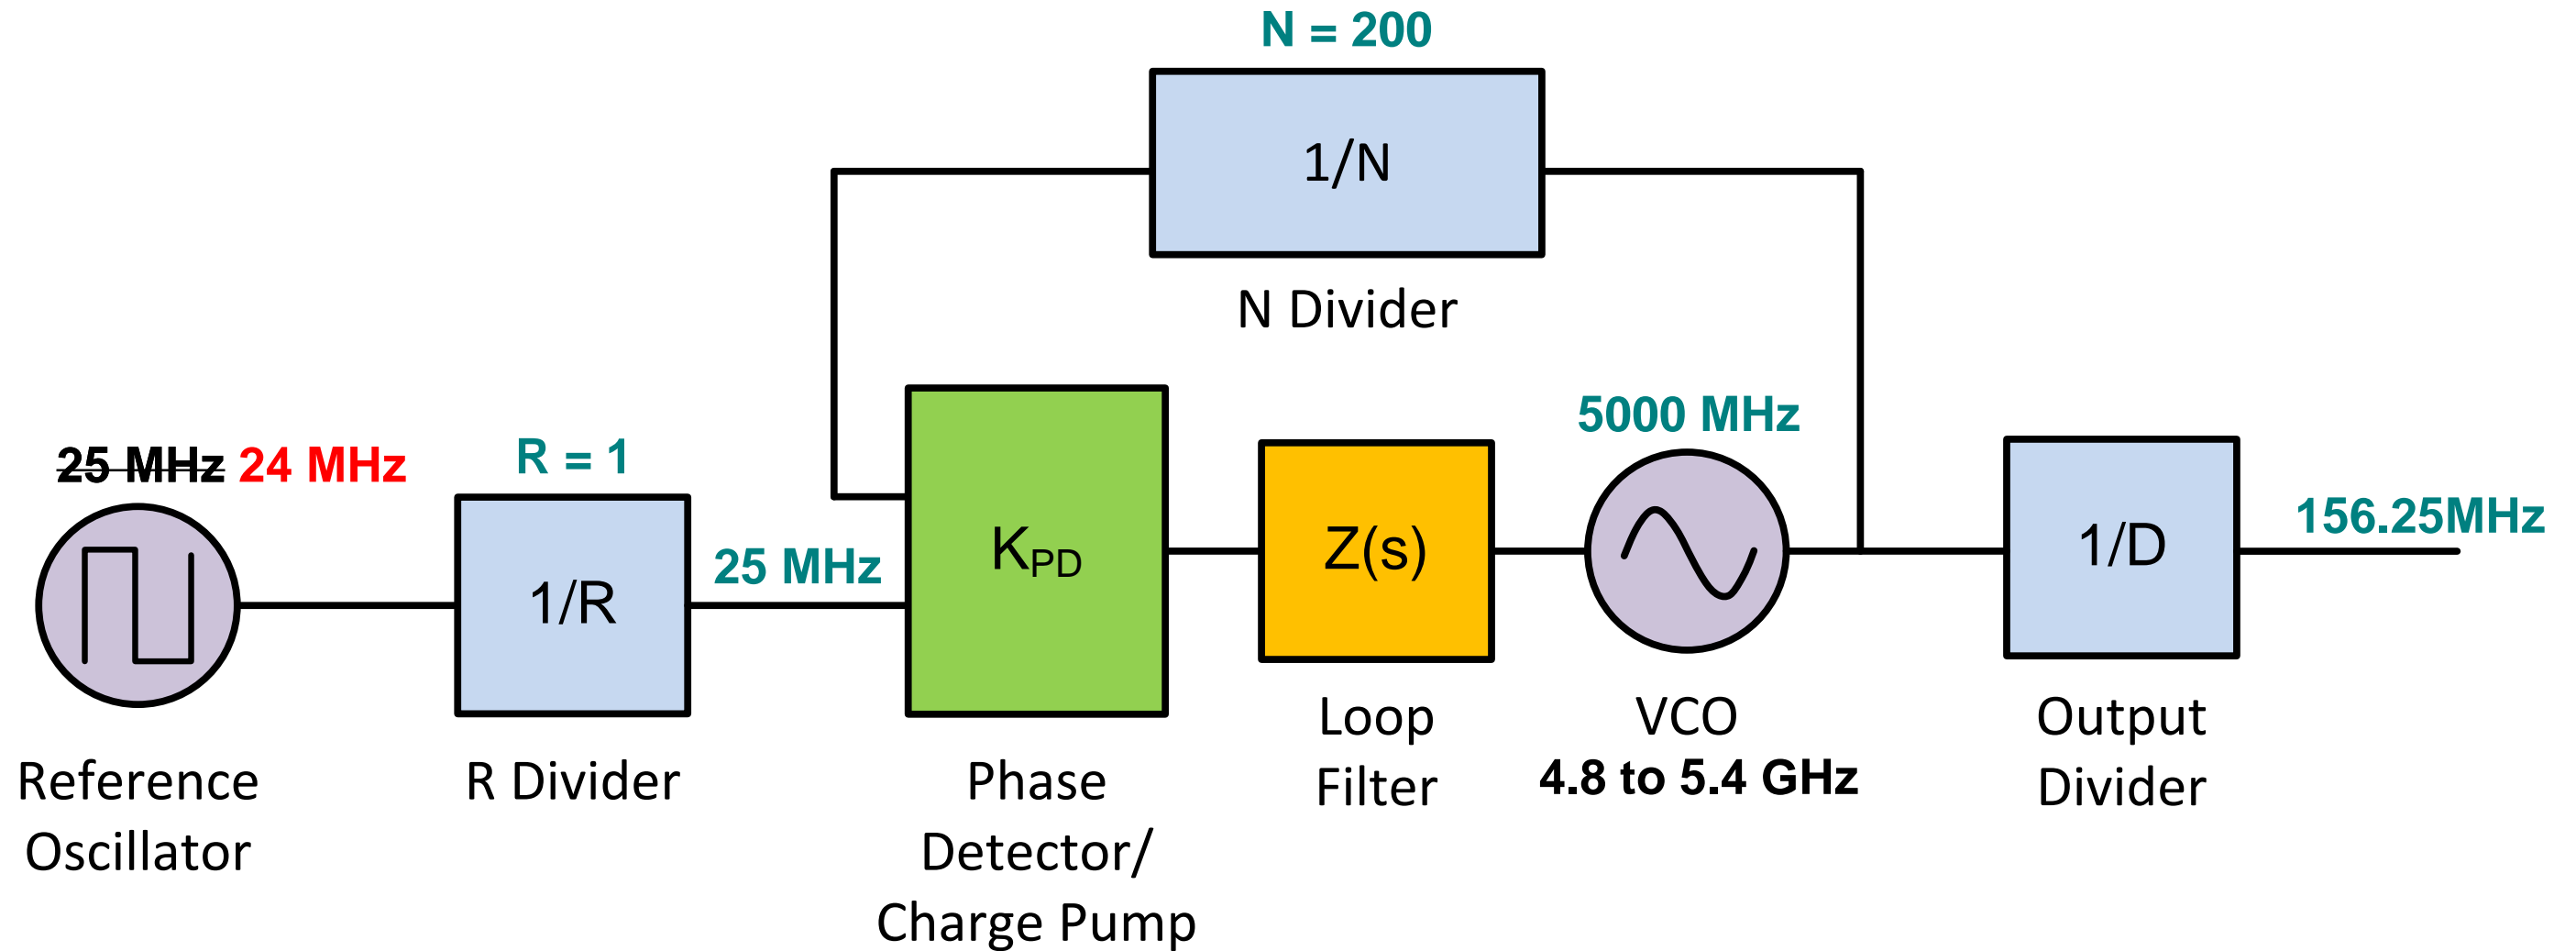 N = 200
1/N
N Divider
25 MHz 24 MHz
R = 1
1/R
25 MHz
KPD
Z(s)
5000 MHz
1/D
156.25MHz
Reference
Oscillator
R Divider
Phase
Detector/
Charge Pump
Loop
Filter
VCO
4.8 to 5.4 GHz
Output
Divider